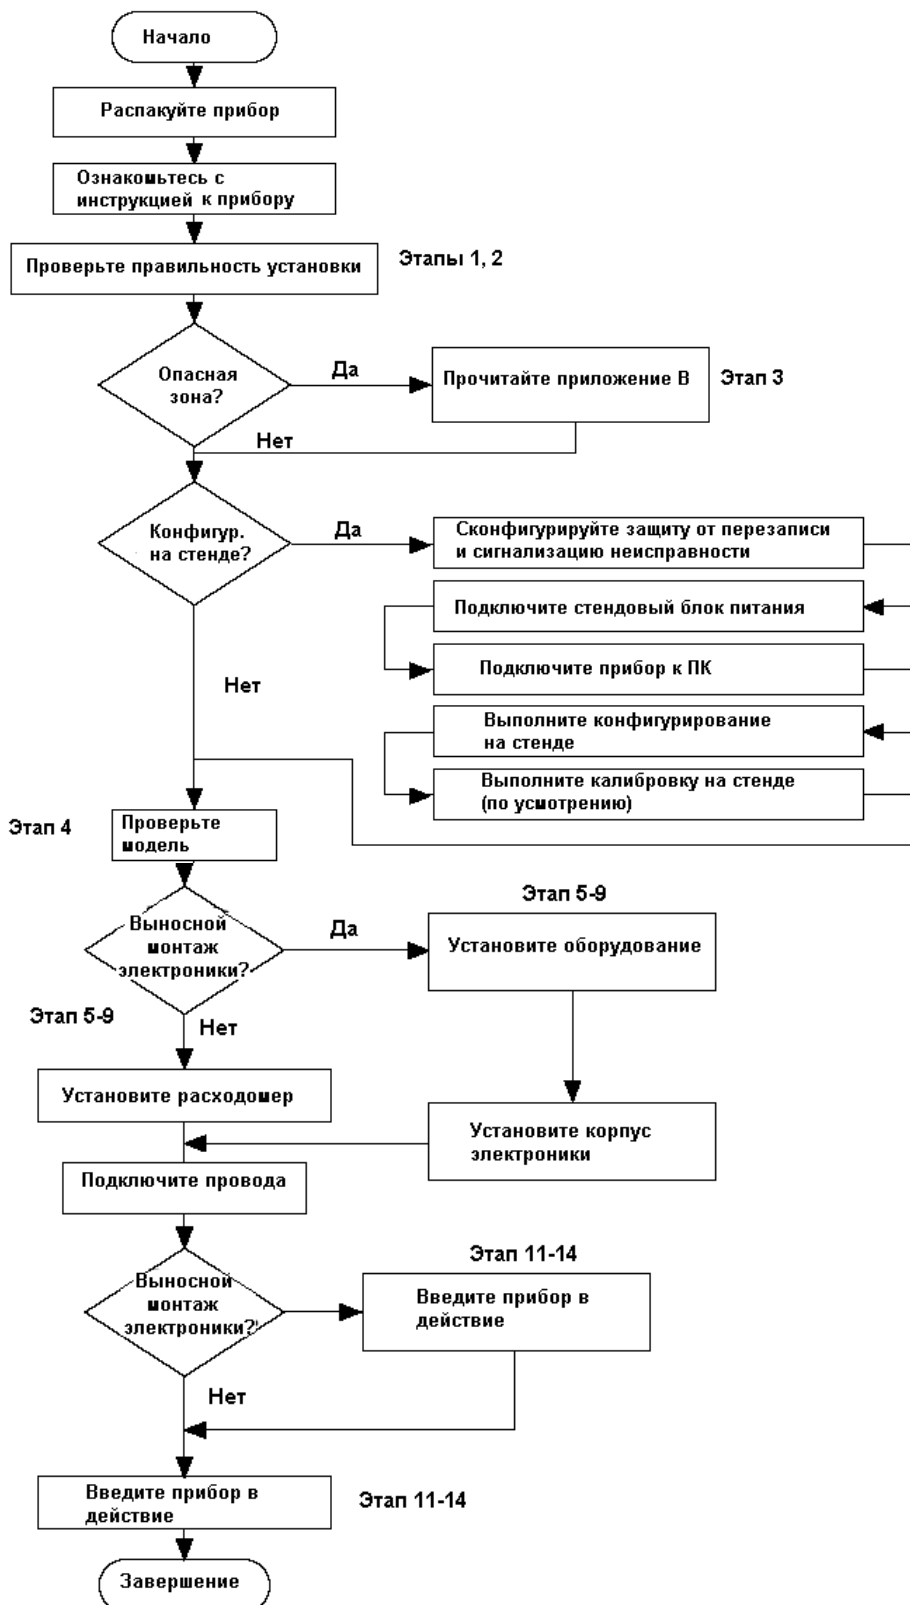 Начало
Распакуйте прибор
Ознакомьтесь с
инструкцией к прибору
Проверьте правильность установки
Этапы 1, 2
Опасная
зона?
Да
Прочитайте приложение В
Этап 3
Нет
Конфигур.
на стенде?
Да
Сконфигурируйте защиту от перезаписи
и сигнализацию неисправности
Подключите стендовый блок питания
Подключите прибор к ПК
Нет
Выполните конфигурирование
на стенде
Выполните калибровку на стенде
(по усмотрению)
Этап 4
Проверьте
модель
Выносной
монтаж
электроники?
Да
Этап 5-9
Установите оборудование
Этап 5-9
Нет
Установите расходомер
Установите корпус
электроники
Подключите провода
Выносной
монтаж
электроники?
Этап 11-14
Введите прибор в
действие
Нет
Введите прибор в
действие
Этап 11-14
Завершение